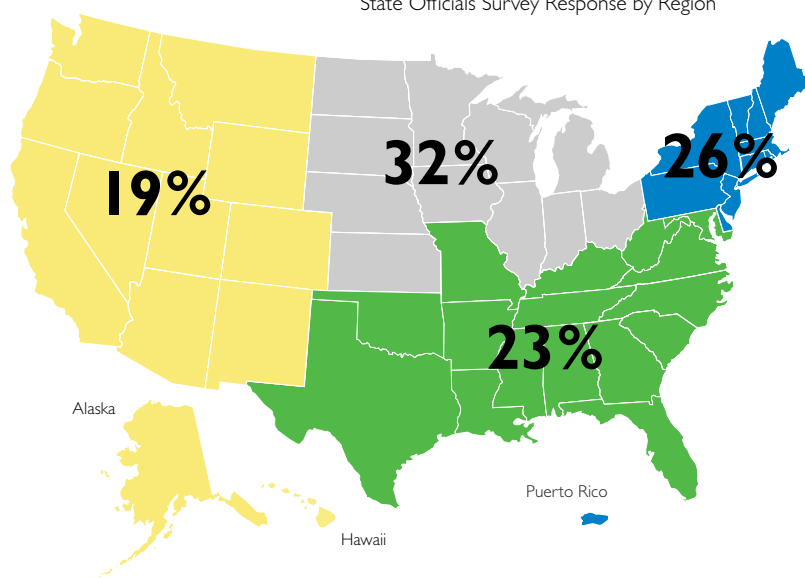 State Officials Survey Response by Region
32%
26%
19%
23%
Alaska
Puerto Rico
Hawaii